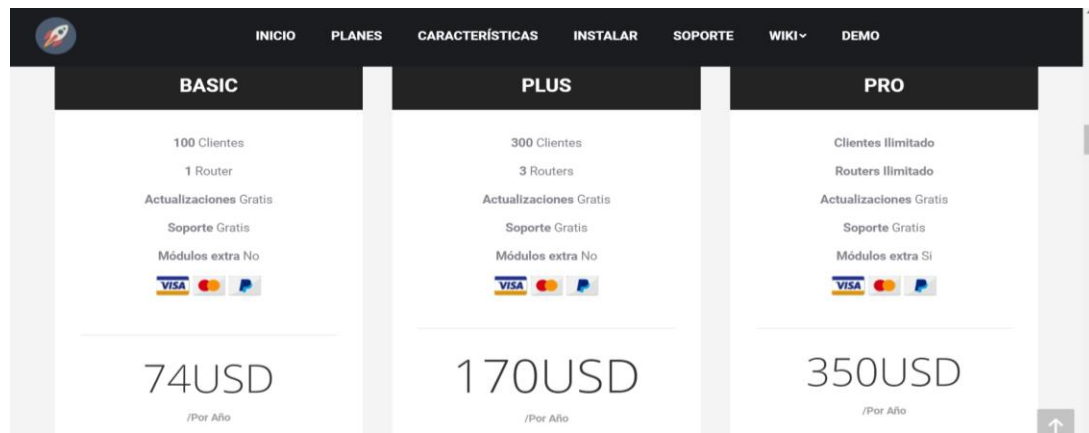 INICIO PLANES CARACTERÍSTICAS INSTALAR SOPORTE WIKI DEMO
BASIC
100 Clientes
1 Router
Actualizaciones Gratis
Soporte Gratis
Módulos extra No
VISA
74USD
/Por Año
PLUS
300 Clientes
3 Routers
Actualizaciones Gratis
Soporte Gratis
Módulos extra No
VISA
170USD
/Por Año
PRO
Clientes Ilimitado
Routers Ilimitado
Actualizaciones Gratis
Soporte Gratis
Módulos extra Si
VISA
350USD
/Por Año